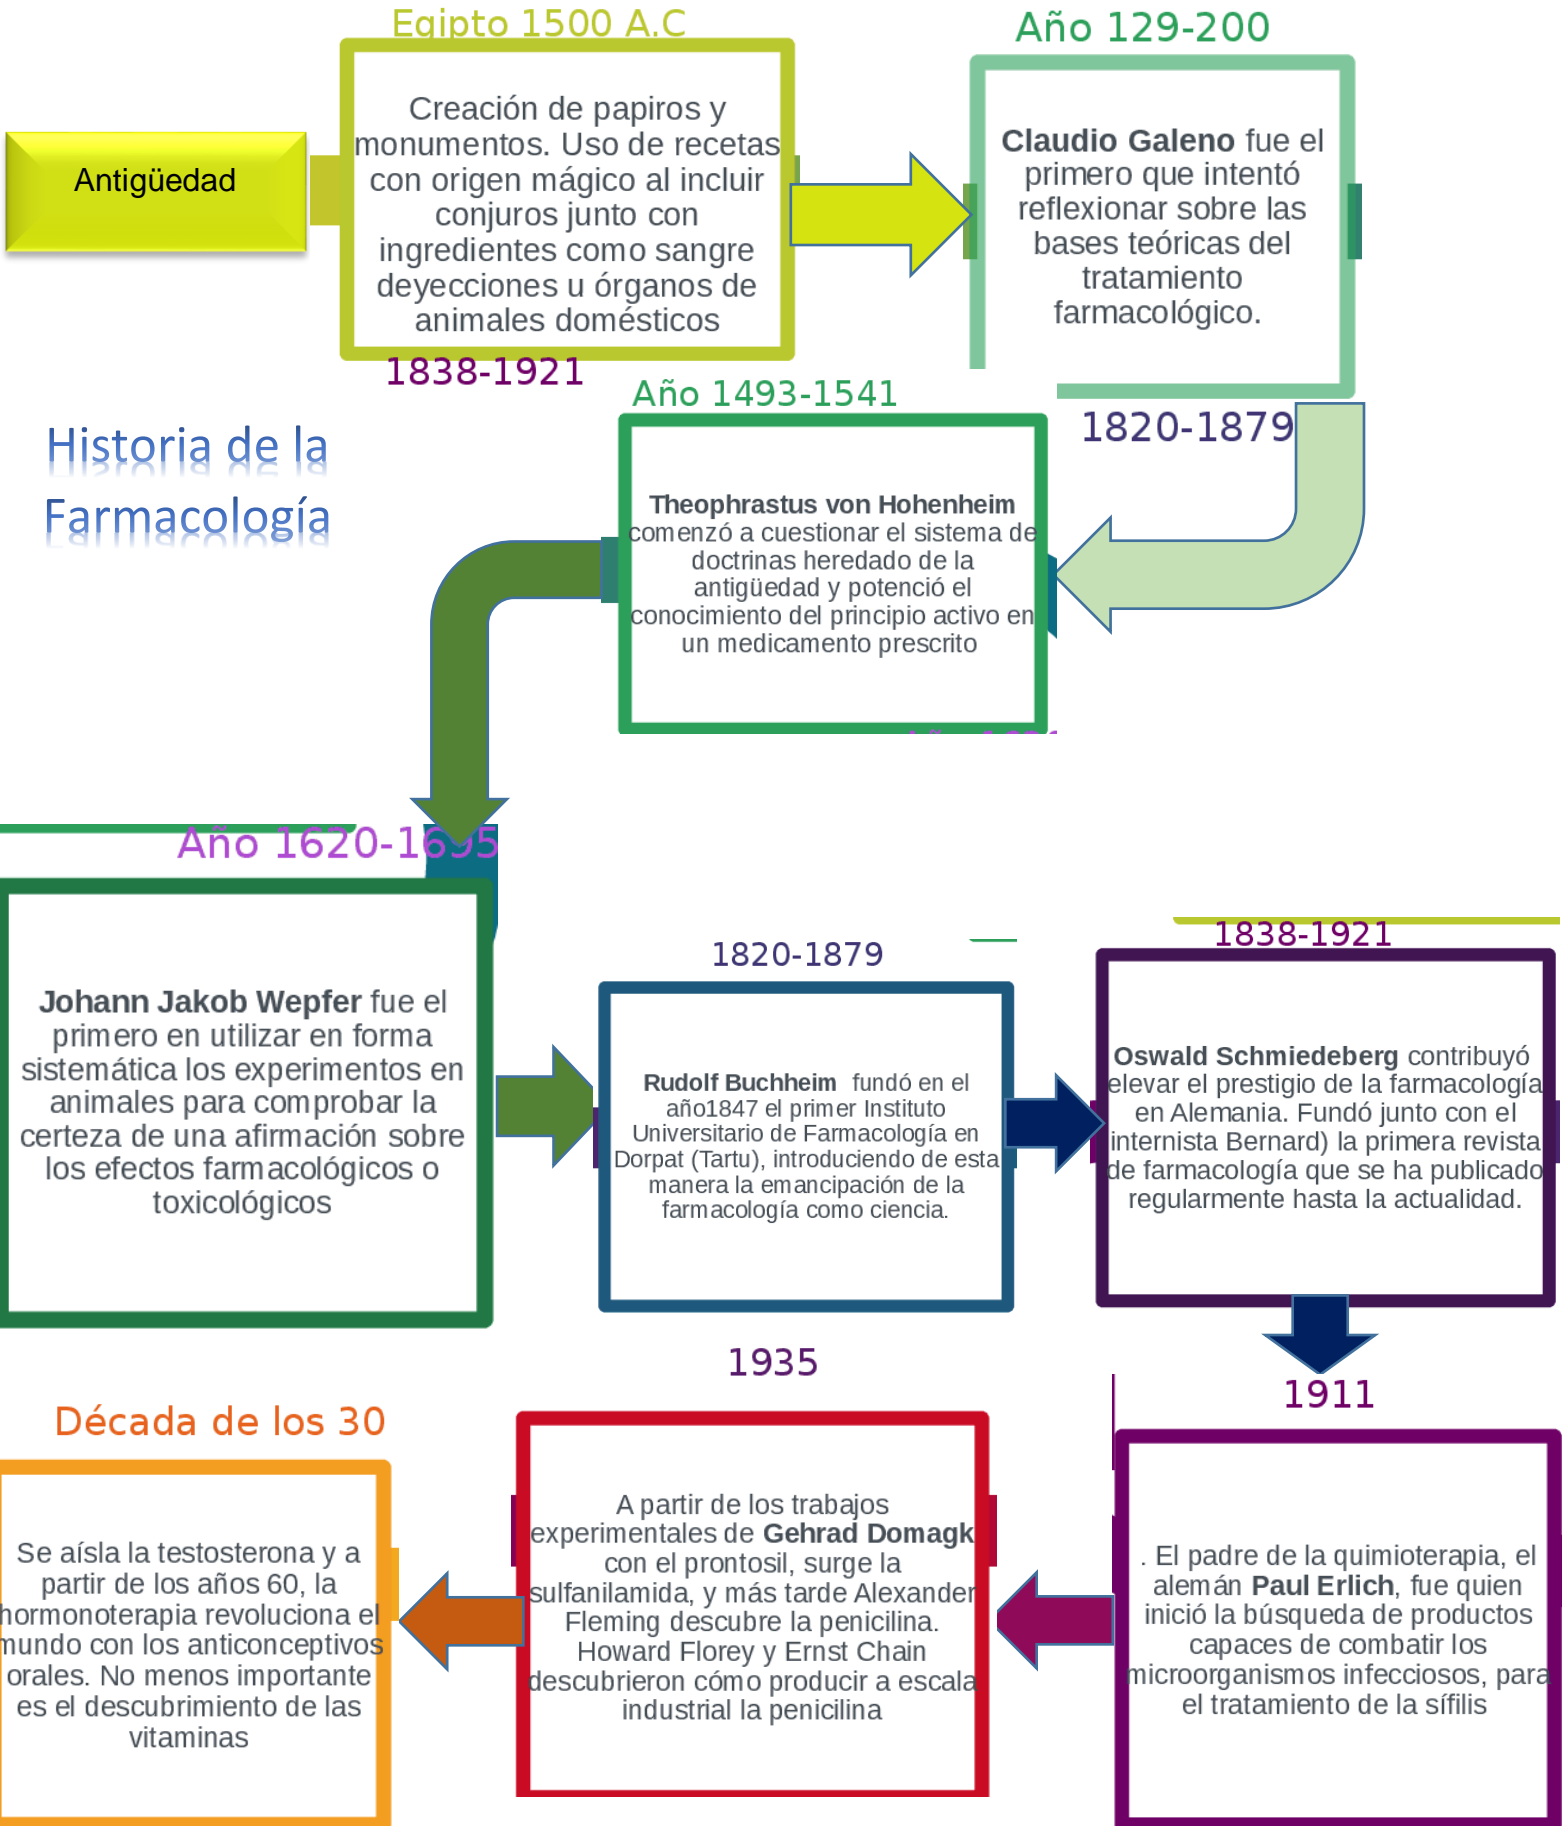 Egipto 1500 A.C
Creación de papiros y
monumentos. Uso de recetas
con origen mágico al incluir
conjuros junto con
ingredientes como sangre
deyecciones u órganos de
animales domésticos
Año 129-200
Claudio Galeno fue el
primero que intentó
reflexionar sobre las
bases teóricas del
tratamiento
farmacológico.
Antigüedad
1838-1921
Historia de la
Farmacología
Año 1493-1541
1820-1879
Theophrastus von Hohenheim
comenzó a cuestionar el sistema de
doctrinas heredado de la
antigüedad y potenció el
conocimiento del principio activo en
un medicamento prescrito
Año 1620-1695
Johann Jakob Wepfer fue el
primero en utilizar en forma
sistemática los experimentos en
animales para comprobar la
certeza de una afirmación sobre
los efectos farmacológicos o
toxicológicos
1820-1879
Rudolf Buchheim fundó en el
año1847 el primer Instituto
Universitario de Farmacología en
Dorpat (Tartu), introduciendo de esta
manera la emancipación de la
farmacología como ciencia.
1838-1921
Oswald Schmiedeberg contribuyó
elevar el prestigio de la farmacología
en Alemania. Fundó junto con el
internista Bernard) la primera revista
de farmacología que se ha publicado
regularmente hasta la actualidad.
1911
. El padre de la quimioterapia, el
alemán Paul Erlich, fue quien
inició la búsqueda de productos
capaces de combatir los
microorganismos infecciosos, para
el tratamiento de la sífilis
1935
A partir de los trabajos
experimentales de Gehrad Domagk
con el prontosil, surge la
sulfanilamida, y más tarde Alexander
Fleming descubre la penicilina.
Howard Florey y Ernst Chain
descubrieron cómo producir a escala
industrial la penicilina
Década de los 30
Se aísla la testosterona y a
partir de los años 60, la
hormonoterapia revoluciona el
mundo con los anticonceptivos
orales. No menos importante
es el descubrimiento de las
vitaminas